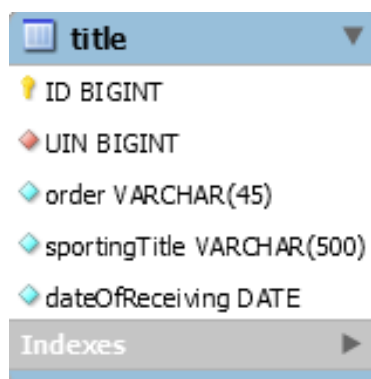 title
ID BIGINT
UIN BIGINT
order VARCHAR(45)
sportingTitle VARCHAR(500)
dateOfReceiving DATE
Indexes